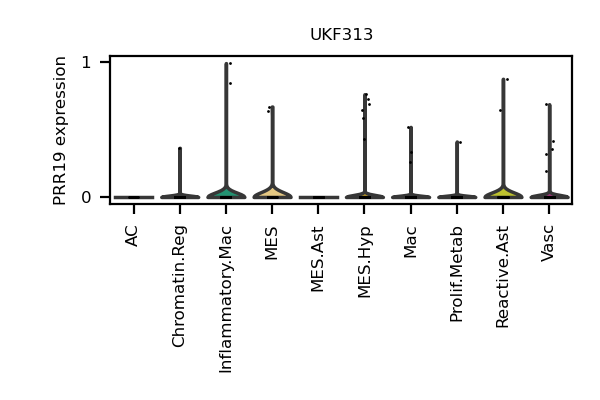 UKF313
PRR19 expression
1
0
AC
Chromatin.Reg
Inflammatory.Mac
MES
MES.Ast
MES.Hyp
Mac
Prolif.Metab
Reactive.Ast
Vasc